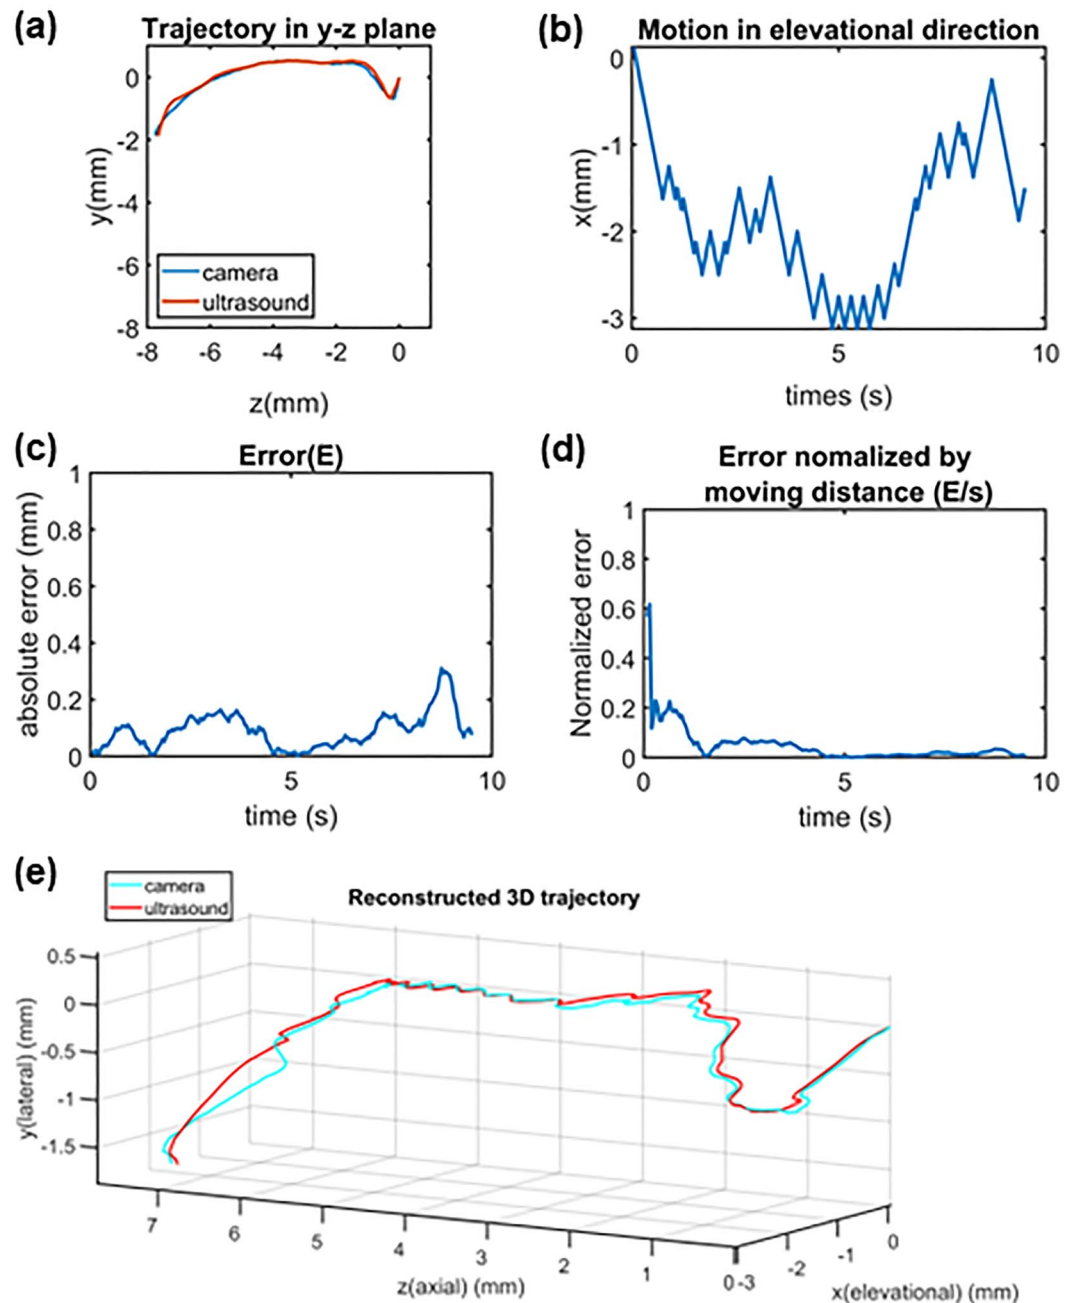 (a)
Trajectory in y-z plane
0
-2
-4
-6
-8
y(mm)
camera
ultrasound
-8 -6 -4 -2 0
z(mm)
(b)
Motion in elevational direction
0
-1
-2
-3
x(mm)
0 5 10
times (s)
(c)
Error(E)
1
0.8
0.6
0.4
0.2
0
absolute error (mm)
0 5 10
time (s)
(d)
Error nomalized by
moving distance (E/s)
1
0.8
0.6
0.4
0.2
0
Normalized error
0 5 10
time (s)
(e)
camera
ultrasound
Reconstructed 3D trajectory
0.5
0
-0.5
-1
-1.5
y(lateral) (mm)
7 6 5 4 3 2 1 0
z(axial) (mm)
-3 -2 -1 0
x(elevational) (mm)